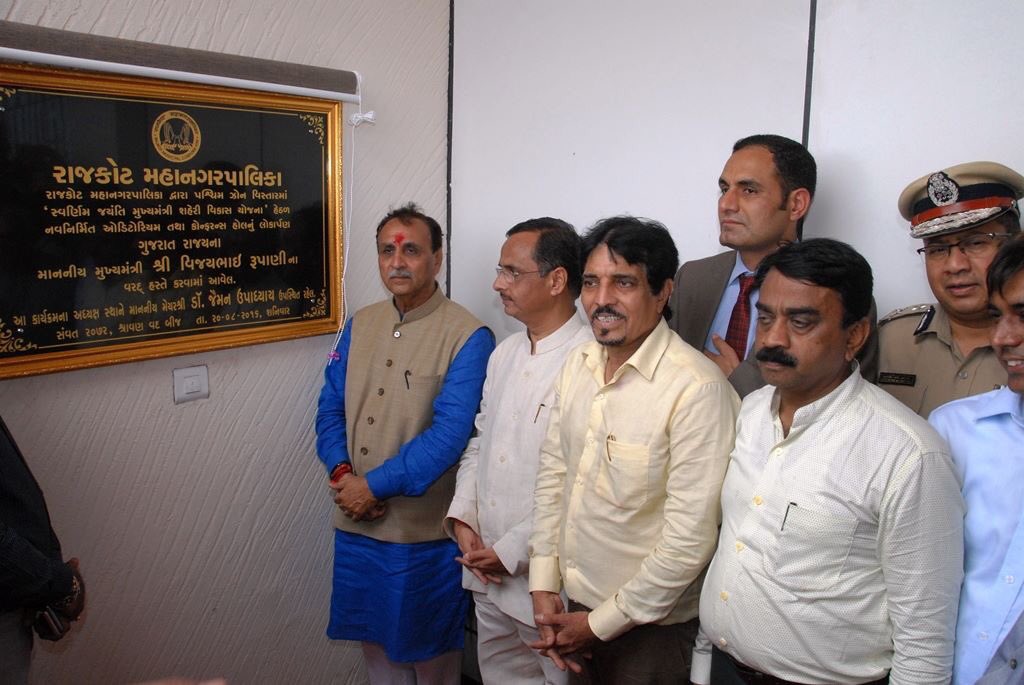 રાજકોટ મહાનગરપાલિકા
રાજકોટ મહાનગરપાલિકા દ્વારા પશ્ચિમ ઝોન વિસ્તારમાં
'સ્વર્ણિમ જયંતિ મુખ્યમંત્રી શહેરી વિકાસ યોજના' હેઠળ
નવનિર્મિત ઓડિટોરિયમ તથા કોન્ફરન્સ હોલનું લોકાર્પણ
ગુજરાત રાજ્યના
માનનીય મુખ્યમંત્રી શ્રી વિજયભાઇ રૂપાણીના
વરદ્ હસ્તે કરવામાં આવેલ.
આ કાર્યક્રમના અધ્યક્ષ સ્થાને માનનીય મેયરશ્રી ડૉ. જૈમન ઉપાધ્યાય ઉપસ્થિત રહેલ.
સંવત ૨૦૭૨, શ્રાવણ વદ બીજ તા. ૨૦-૦૮-૨૦૧૬, શનિવાર